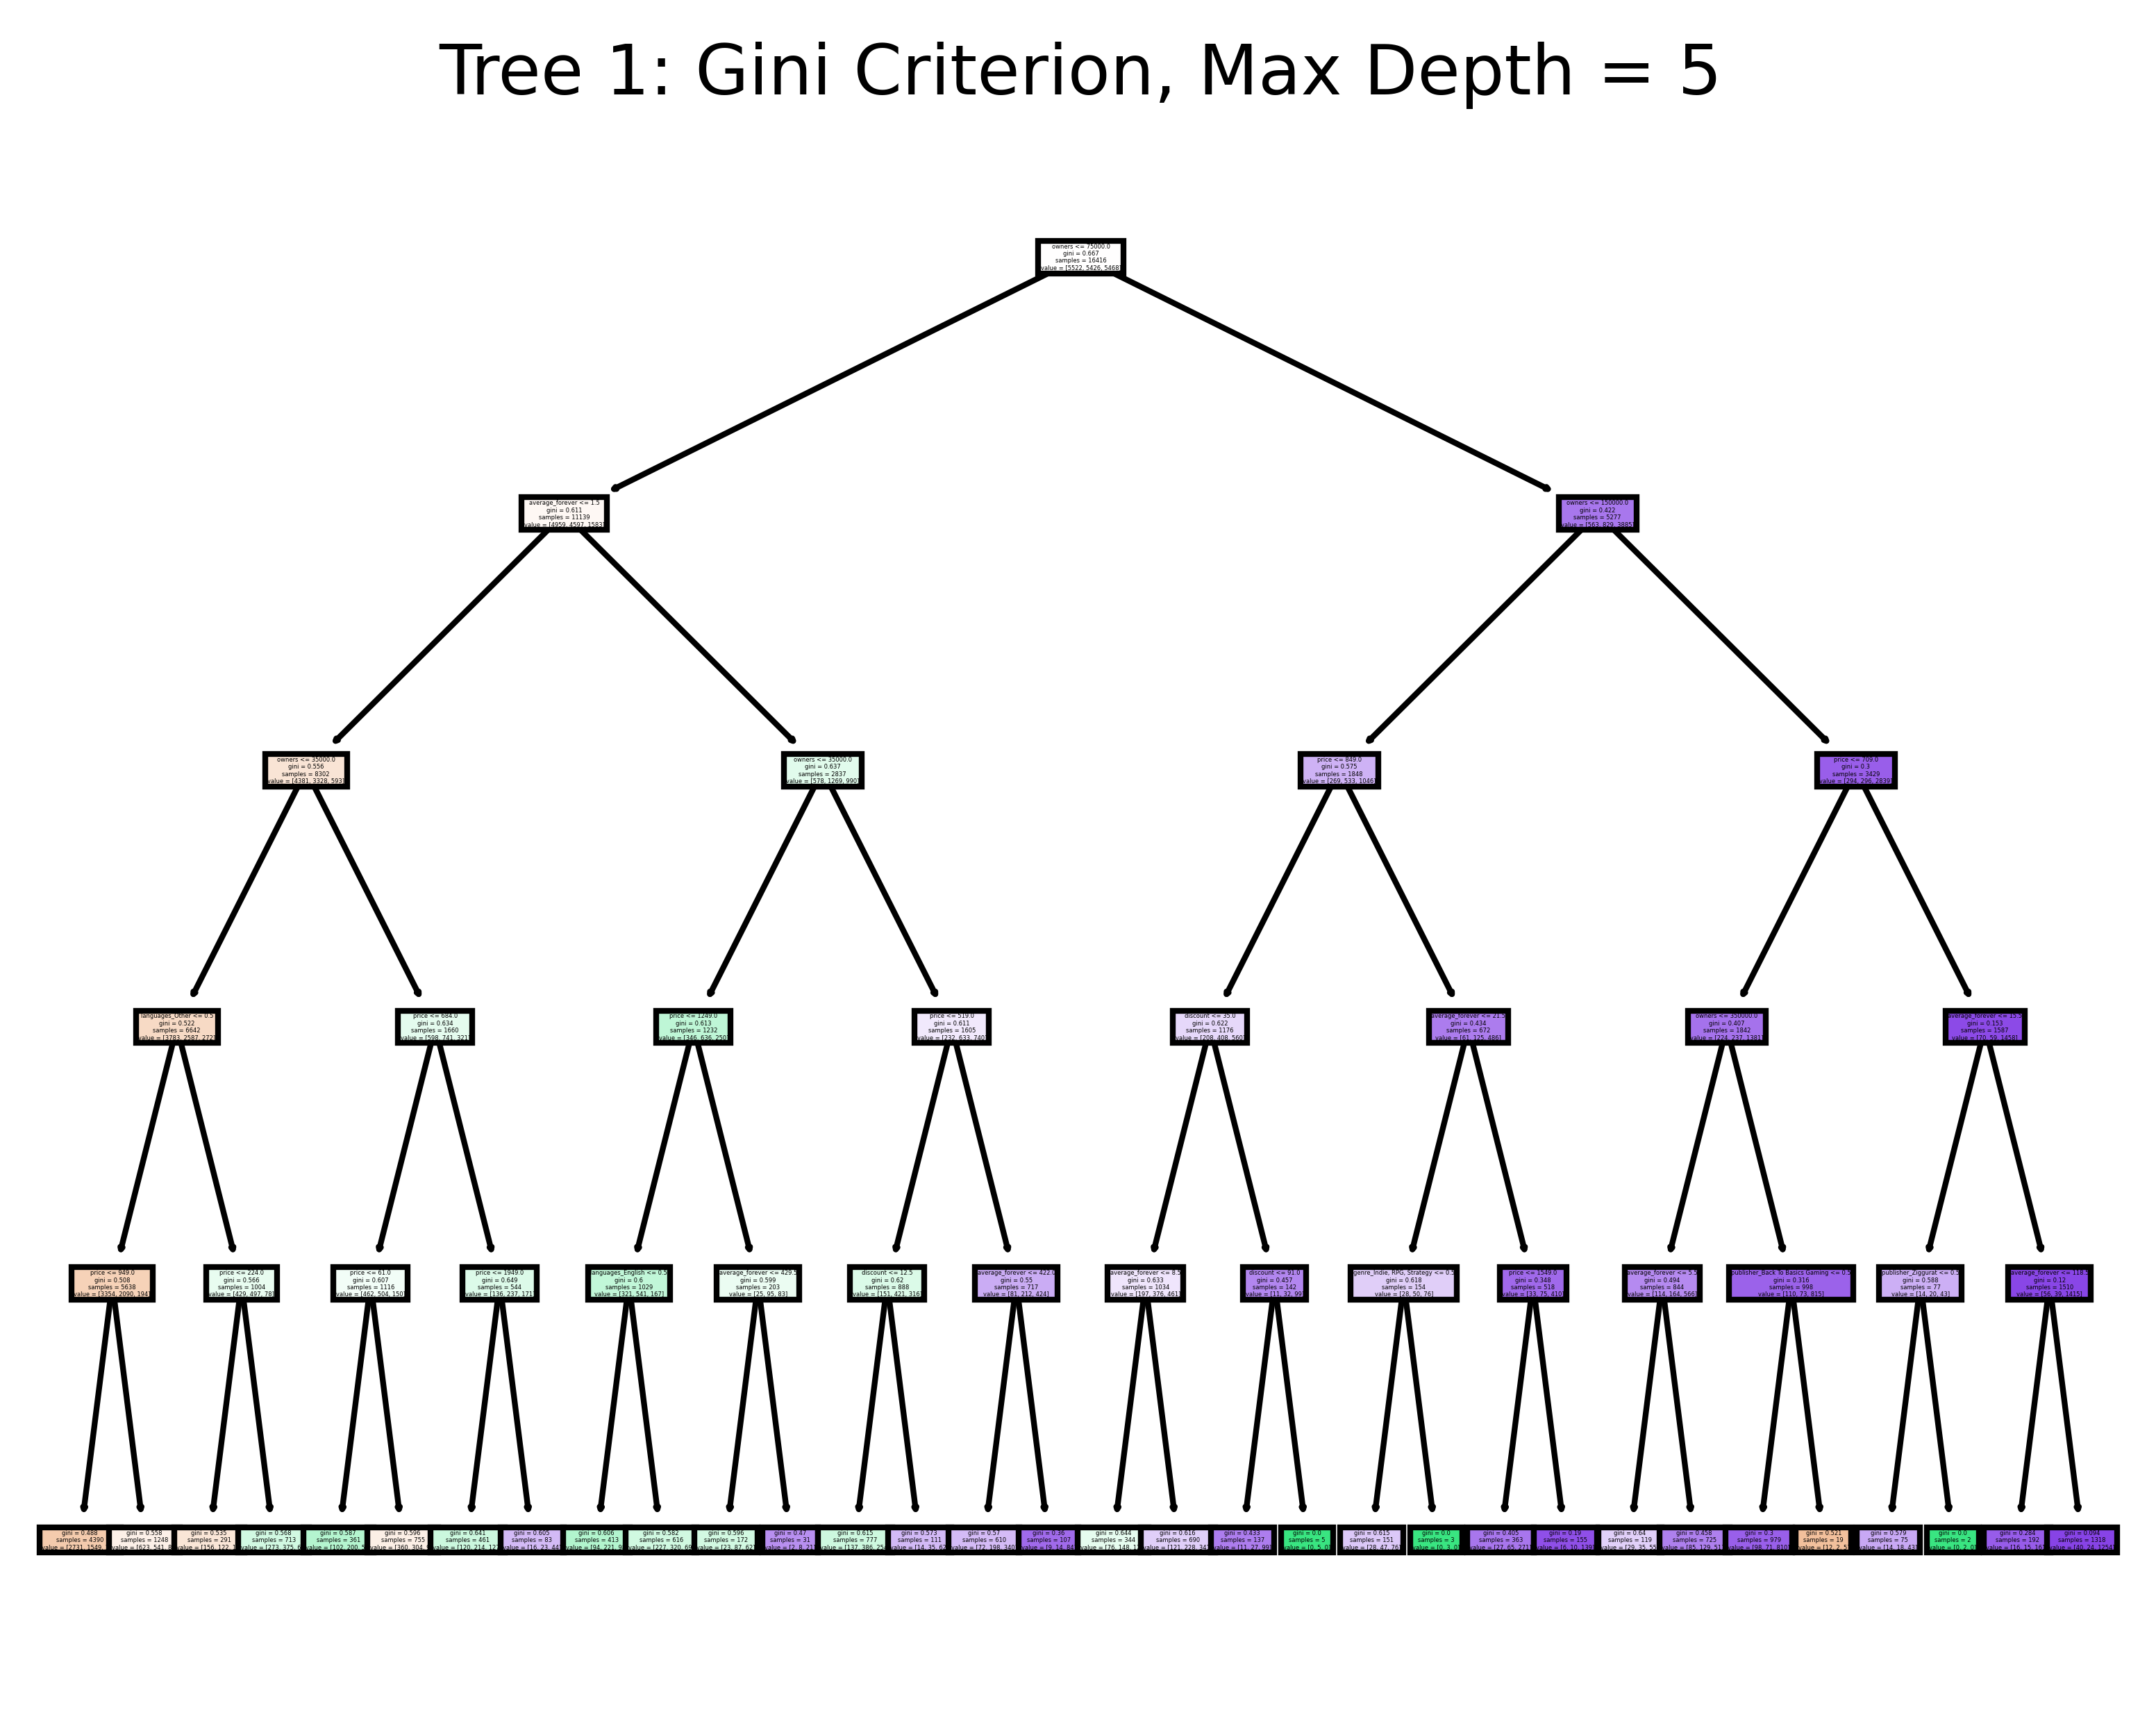 Tree 1: Gini Criterion, Max Depth = 5
owners <= 75000.0
gini = 0.667
samples = 16416
value = [5522, 5426, 5468]
average_forever <= 1.5
gini = 0.611
samples = 11139
value = [4959, 4597, 1583]
owners <= 150000.0
gini = 0.422
samples = 5277
value = [563, 829, 3885]
owners <= 35000.0
gini = 0.556
samples = 8302
value = [4381, 3328, 593]
owners <= 35000.0
gini = 0.637
samples = 2837
value = [578, 1269, 990]
price <= 849.0
gini = 0.575
samples = 1848
value = [269, 533, 1046]
price <= 709.0
gini = 0.3
samples = 3429
value = [294, 296, 2839]
languages_Other <= 0.5
gini = 0.522
samples = 6642
value = [3783, 2587, 272]
price <= 684.0
gini = 0.634
samples = 1660
value = [598, 741, 321]
price <= 1249.0
gini = 0.613
samples = 1232
value = [346, 636, 250]
price <= 519.0
gini = 0.611
samples = 1605
value = [232, 633, 740]
discount <= 35.0
gini = 0.622
samples = 1176
value = [208, 408, 560]
average_forever <= 21.5
gini = 0.434
samples = 672
value = [61, 125, 486]
owners <= 350000.0
gini = 0.407
samples = 1842
value = [224, 237, 1381]
average_forever <= 15.5
gini = 0.153
samples = 1587
value = [70, 59, 1458]
price <= 949.0
gini = 0.508
samples = 5638
value = [3354, 2090, 194]
price <= 224.0
gini = 0.566
samples = 1004
value = [429, 497, 78]
price <= 61.0
gini = 0.607
samples = 1116
value = [462, 504, 150]
price <= 1949.0
gini = 0.649
samples = 544
value = [136, 237, 171]
languages_English <= 0.5
gini = 0.6
samples = 1029
value = [321, 541, 167]
average_forever <= 429.5
gini = 0.599
samples = 203
value = [25, 95, 83]
discount <= 12.5
gini = 0.62
samples = 888
value = [151, 421, 316]
average_forever <= 422.0
gini = 0.55
samples = 717
value = [81, 212, 424]
average_forever <= 8.5
gini = 0.633
samples = 1034
value = [197, 376, 461]
discount <= 91.0
gini = 0.457
samples = 142
value = [11, 32, 99]
genre_Indie, RPG, Strategy <= 0.5
gini = 0.618
samples = 154
value = [28, 50, 76]
price <= 1549.0
gini = 0.348
samples = 518
value = [33, 75, 410]
average_forever <= 5.5
gini = 0.494
samples = 844
value = [114, 164, 566]
publisher_Back To Basics Gaming <= 0.5
gini = 0.316
samples = 998
value = [110, 73, 815]
publisher_Ziggurat <= 0.5
gini = 0.588
samples = 77
value = [14, 20, 43]
average_forever <= 118.5
gini = 0.12
samples = 1510
value = [56, 39, 1415]
gini = 0.488
samples = 4390
value = [2731, 1549,
gini = 0.558
samples = 1248
value = [623, 541,
gini = 0.535
samples = 291
value = [156, 122,
gini = 0.568
samples = 713
value = [273, 375,
gini = 0.587
samples = 361
value = [102, 200,
gini = 0.596
samples = 755
value = [360, 304,
gini = 0.641
samples = 461
value = [120, 214,
gini = 0.605
samples = 83
value = [16, 23, 44
gini = 0.606
samples = 413
value = [94, 221,
gini = 0.582
samples = 616
value = [227, 320,
gini = 0.596
samples = 172
value = [23, 87, 62]
gini = 0.47
samples = 31
value = [2, 8, 21]
gini = 0.615
samples = 777
value = [137, 386,
gini = 0.573
samples = 111
value = [14, 35,
gini = 0.57
samples = 610
value = [72, 198, 340]
gini = 0.36
samples = 107
value = [9, 14, 84]
gini = 0.644
samples = 344
value = [76, 148,
gini = 0.616
samples = 690
value = [121, 228,
gini = 0.433
samples = 137
value = [11, 27, 99]
gini = 0.0
samples = 5
value = [0, 5, 0]
gini = 0.615
samples = 151
value = [28, 47, 76]
gini = 0.0
samples = 3
value = [0, 3, 0]
gini = 0.405
samples = 363
value = [27, 65, 271]
gini = 0.19
samples = 155
value = [6, 10, 139]
gini = 0.64
samples = 119
value = [29, 35, 55]
gini = 0.458
samples = 725
value = [85, 129,
gini = 0.3
samples = 979
value = [98, 71, 810]
gini = 0.521
samples = 19
value = [12, 2, 5]
gini = 0.579
samples = 75
value = [14, 18, 43]
gini = 0.0
samples = 2
value = [0, 2, 0]
gini = 0.284
samples = 192
value = [16, 15,
gini = 0.094
samples = 1318
value = [40, 24, 1254]